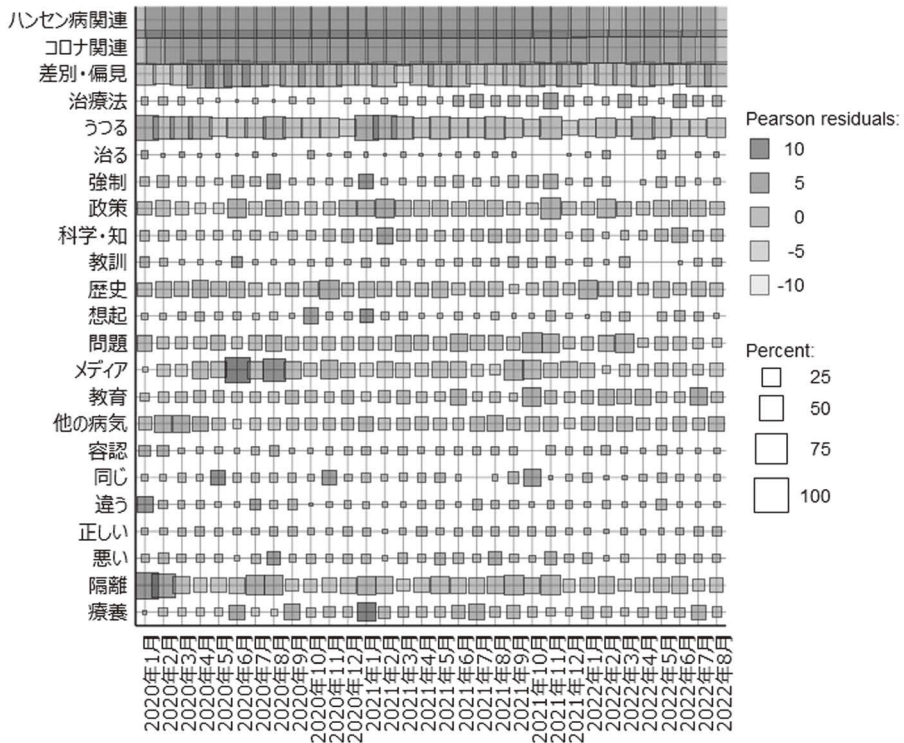 ハンセン病関連
コロナ関連
差別・偏見
治療法
うつる
治る
強制
政策
科学・知
教訓
歴史
想起
問題
メディア
教育
他の病気
容認
同じ
違う
正しい
悪い
隔離
療養
Pearson residuals:
10
5
0
-5
-10
Percent:
25
50
75
100
2020年1月
2020年2月
2020年3月
2020年4月
2020年5月
2020年6月
2020年7月
2020年8月
2020年9月
2020年10月
2020年11月
2020年12月
2021年1月
2021年2月
2021年3月
2021年4月
2021年5月
2021年6月
2021年7月
2021年8月
2021年9月
2021年10月
2021年11月
2021年12月
2022年1月
2022年2月
2022年3月
2022年4月
2022年5月
2022年6月
2022年7月
2022年8月